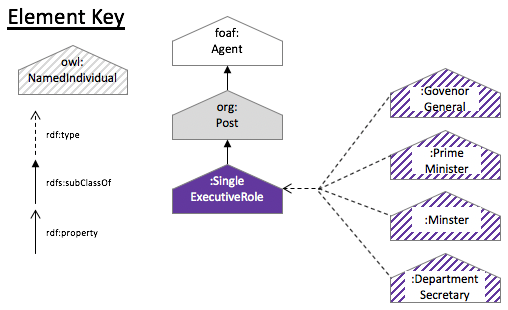 Element Key
owl:
NamedIndividual
rdf:type
rdfs:subClassOf
rdf:property
foaf:
Agent
org:
Post
:Single
ExecutiveRole
:Govenor
General
:Prime
Minister
:Minster
:Department
Secretary